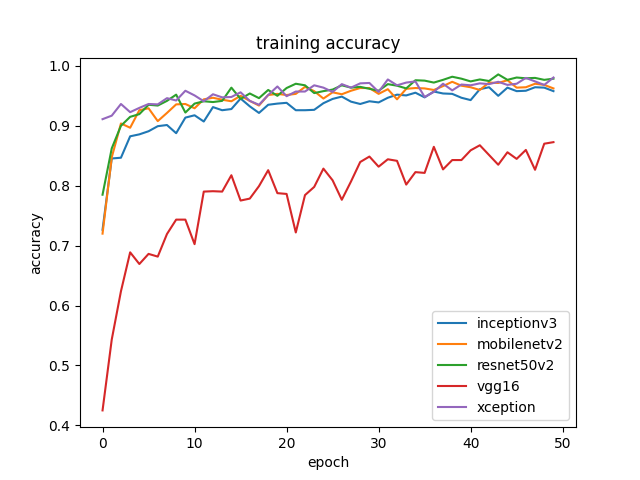 training accuracy
1.0
0.9
0.8
0.7
0.6
0.5
0.4
accuracy
0
10
20
30
40
50
epoch
inceptionv3
mobilenetv2
resnet50v2
vgg16
xception